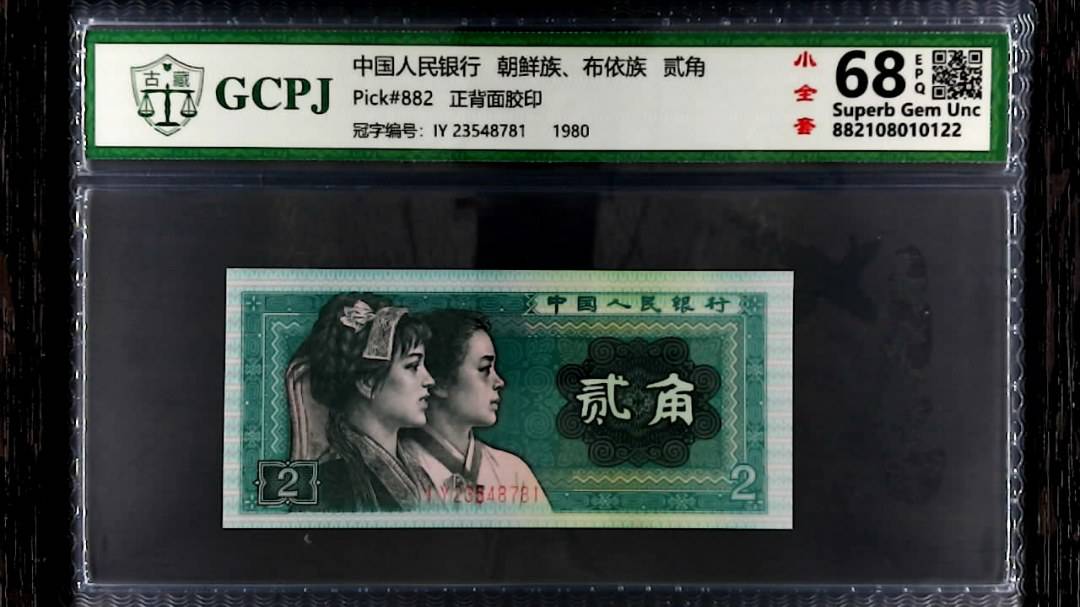 古藏
GCPJ
中国人民银行 朝鲜族、布依族 贰角
Pick#882 正背面胶印
冠字编号: IY 23548781 1980
小全套
68
EPQ
Superb Gem Unc
882108010122
中国人民银行
贰角
2
2
IY23548781